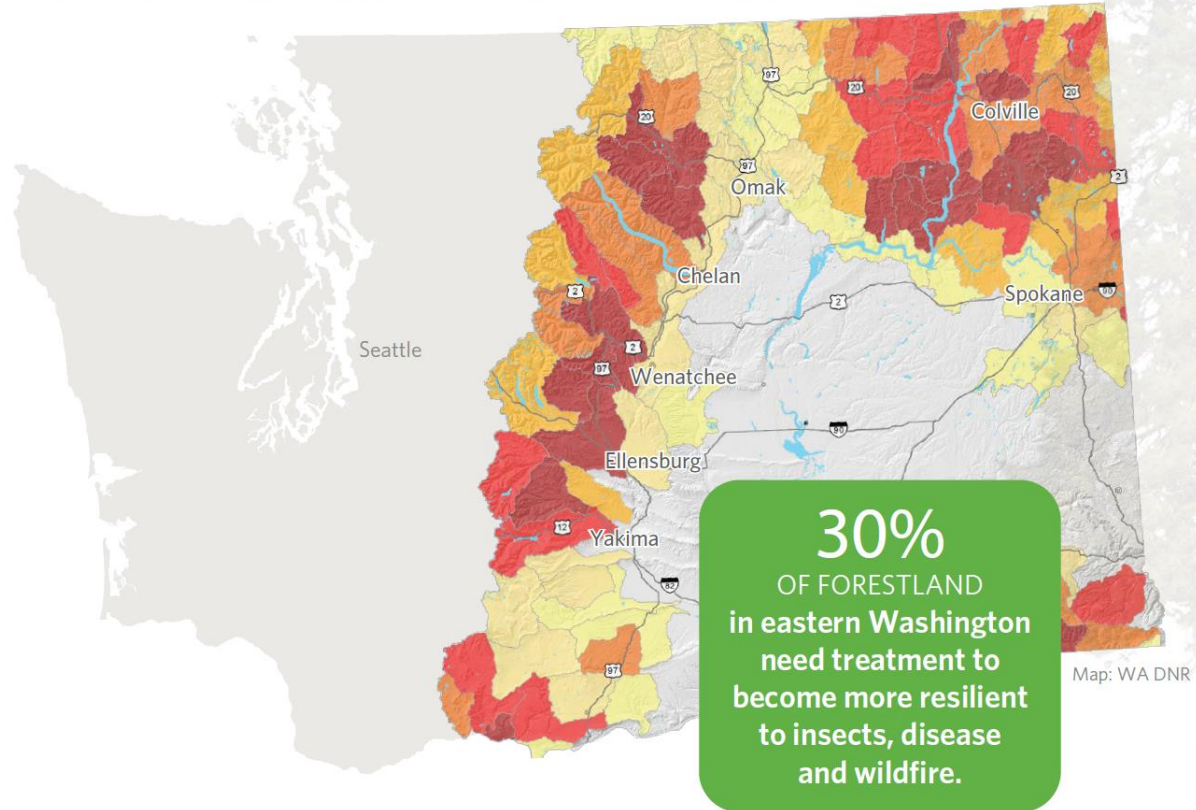 97
20
20
20
Colville
20
97
2
Omak
Chelan
2
2
Spokane
90
Seattle
2
97
Wenatchee
90
Ellensburg
12
Yakima
82
97
30%
OF FORESTLAND
in eastern Washington
need treatment to
become more resilient
to insects, disease
and wildfire.
Map: WA DNR